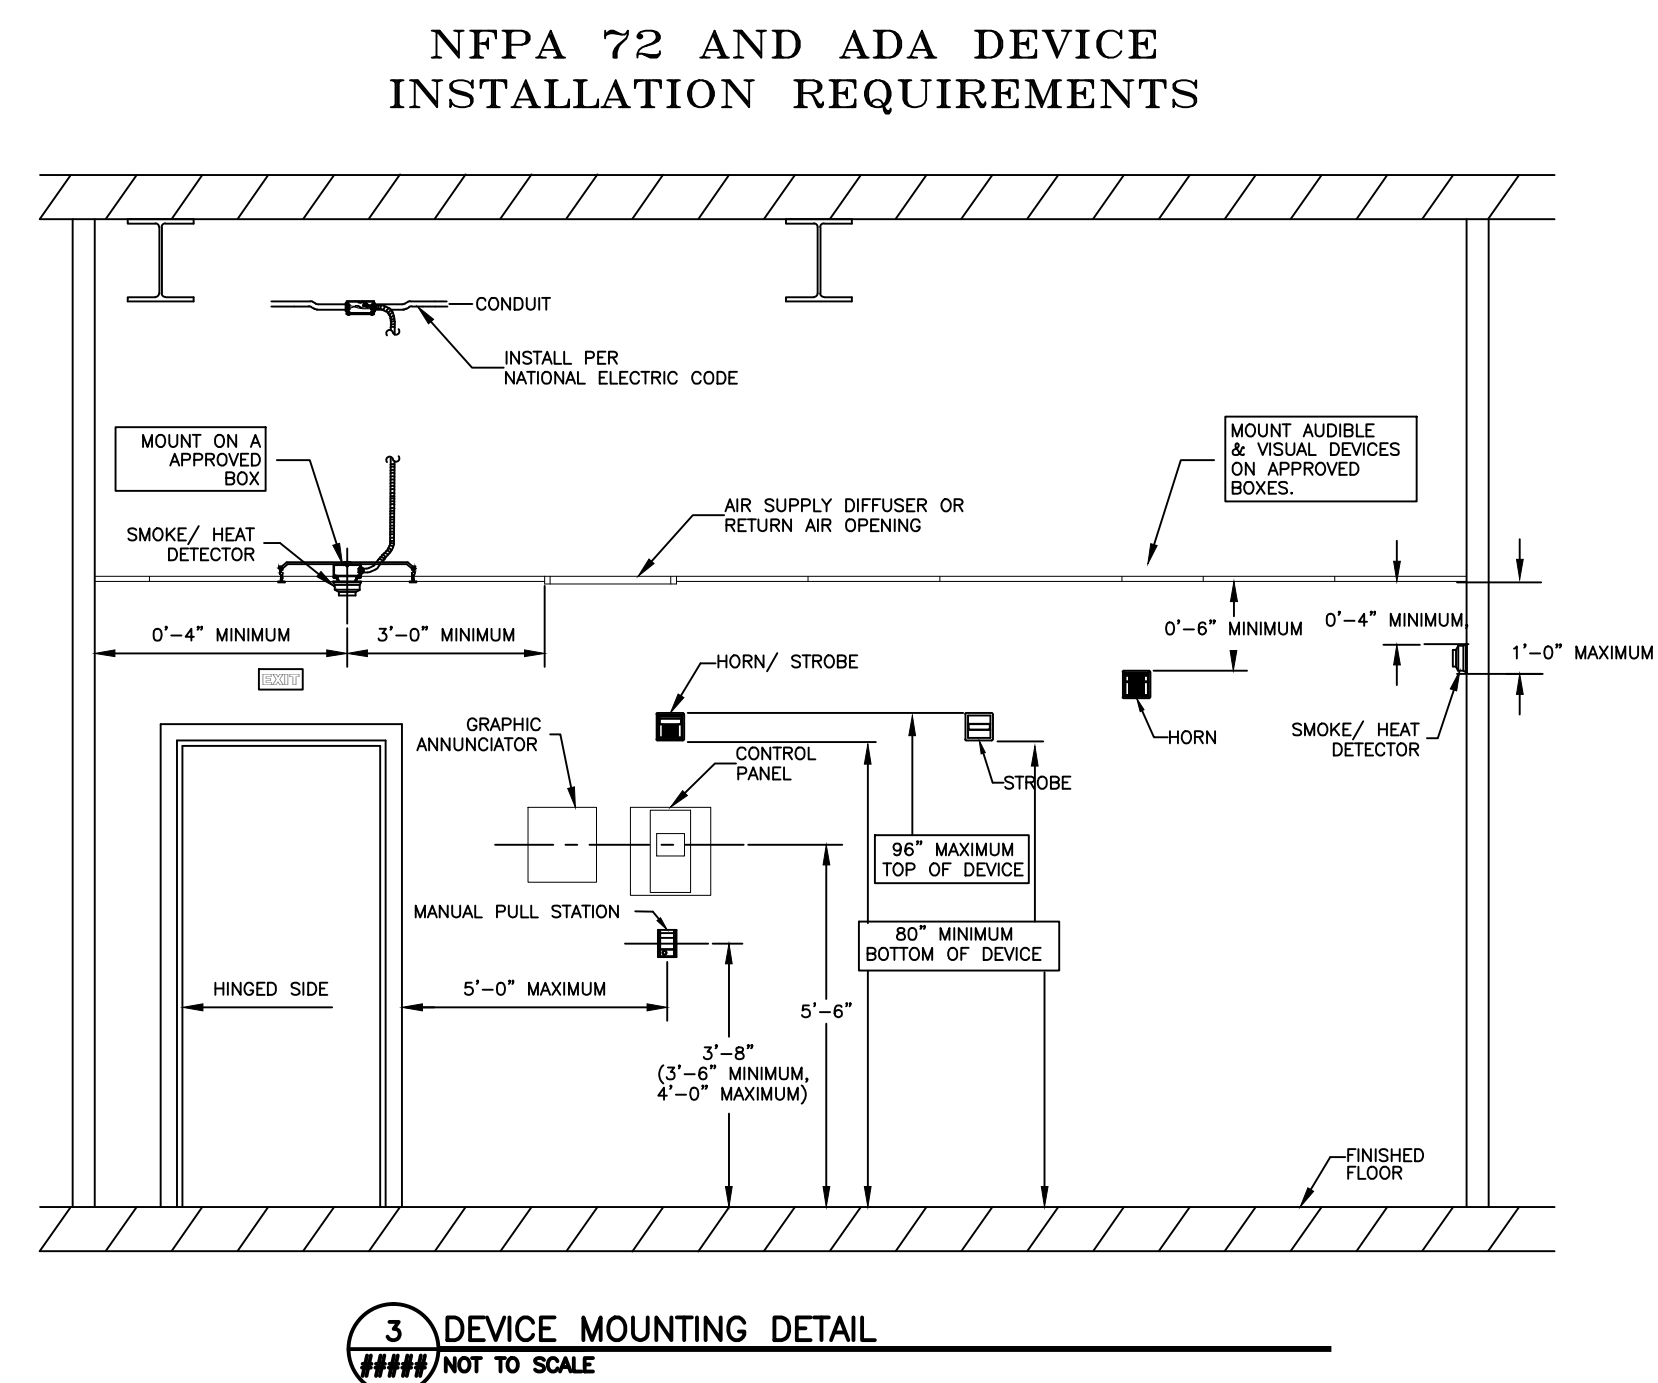 NFPA 72 AND ADA DEVICE
INSTALLATION REQUIREMENTS
CONDUIT
INSTALL PER
NATIONAL ELECTRIC CODE
MOUNT ON A
APPROVED
BOX
MOUNT AUDIBLE
& VISUAL DEVICES
ON APPROVED
BOXES.
AIR SUPPLY DIFFUSER OR
RETURN AIR OPENING
SMOKE/ HEAT
DETECTOR
0'-4" MINIMUM
3'-0" MINIMUM
0'-6" MINIMUM
0'-4" MINIMUM,
1'-0" MAXIMUM
EXIT
HORN/ STROBE
GRAPHIC
ANNUNCIATOR
CONTROL
PANEL
STROBE
HORN
SMOKE/ HEAT
DETECTOR
96" MAXIMUM
TOP OF DEVICE
MANUAL PULL STATION
80" MINIMUM
BOTTOM OF DEVICE
HINGED SIDE
5'-0" MAXIMUM
5'-6"
3'-8"
(3'-6" MINIMUM,
4'-0" MAXIMUM)
FINISHED
FLOOR
3
DEVICE MOUNTING DETAIL
#####
NOT TO SCALE